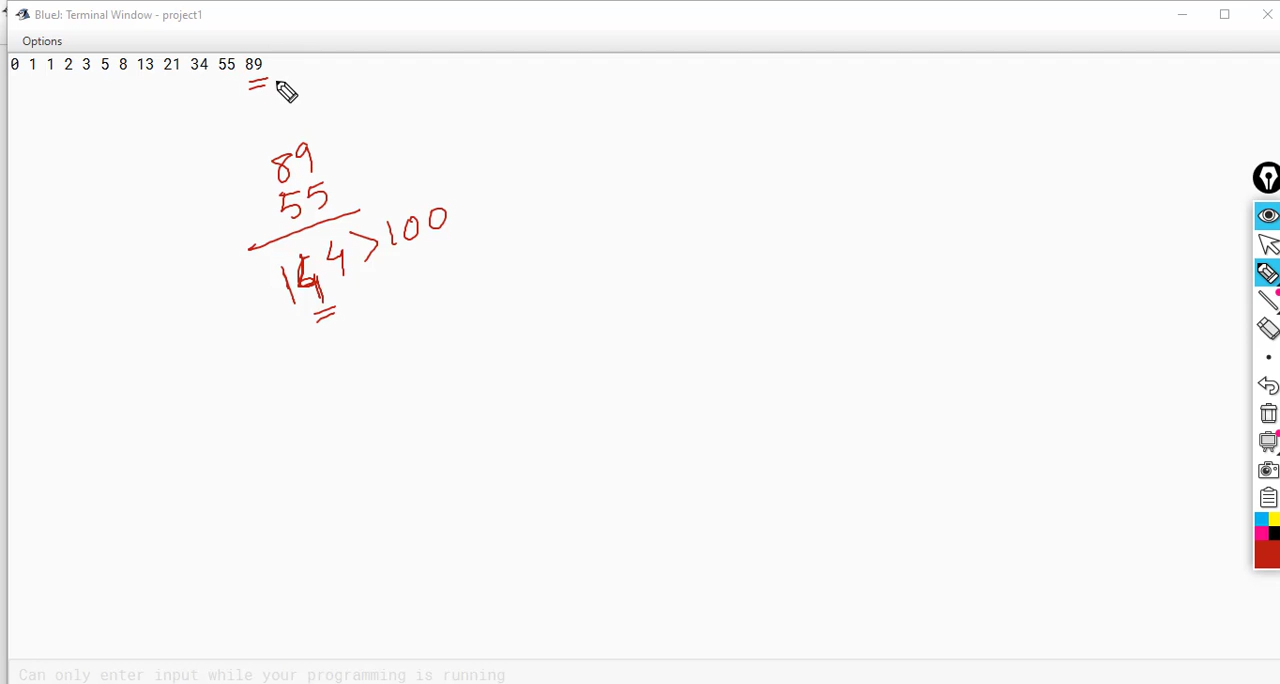 BlueJ: Terminal Window - project1
Options
0 1 1 2 3 5 8 13 21 34 55 89
89
55
144 > 100
Can only enter input while your programming is running